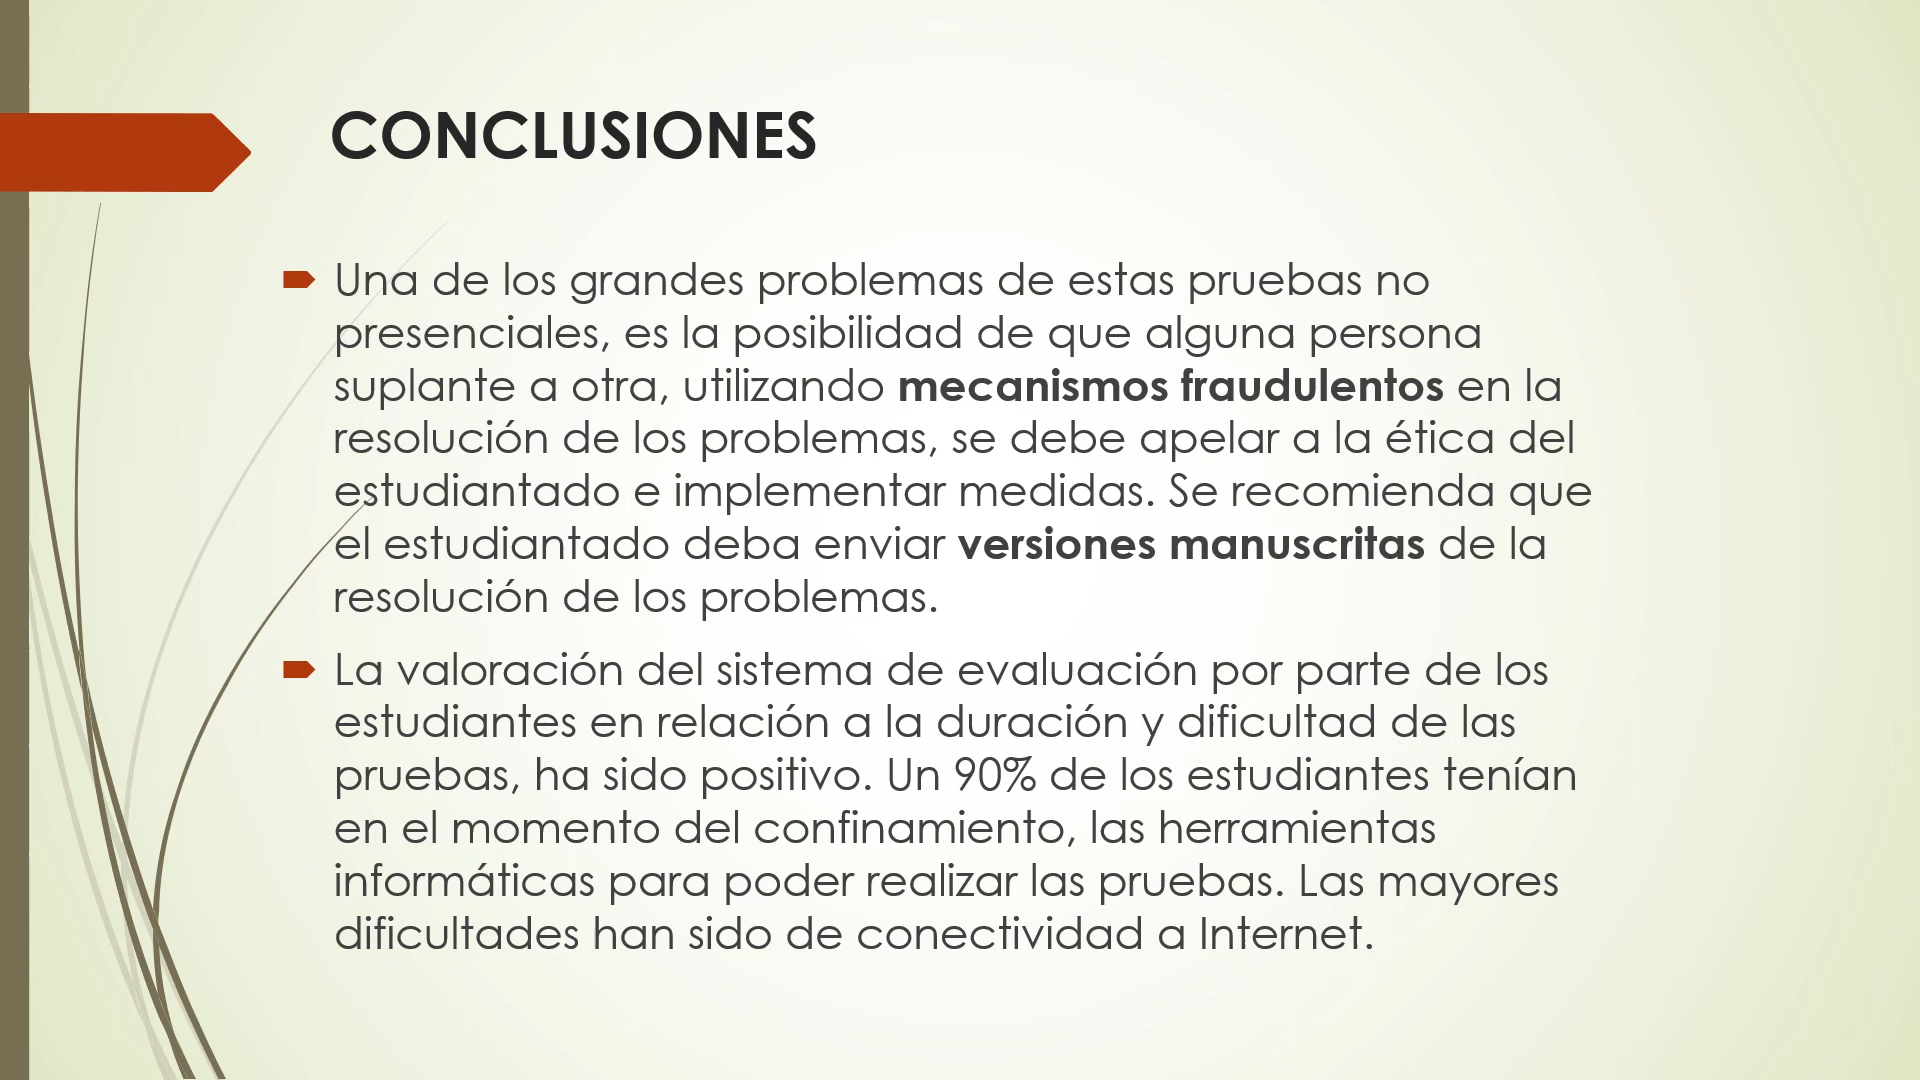 CONCLUSIONES
Una de los grandes problemas de estas pruebas no
presenciales, es la posibilidad de que alguna persona
suplante a otra, utilizando mecanismos fraudulentos en la
resolución de los problemas, se debe apelar a la ética del
estudiantado e implementar medidas. Se recomienda que
el estudiantado deba enviar versiones manuscritas de la
resolución de los problemas.
La valoración del sistema de evaluación por parte de los
estudiantes en relación a la duración y dificultad de las
pruebas, ha sido positivo. Un 90% de los estudiantes tenían
en el momento del confinamiento, las herramientas
informáticas para poder realizar las pruebas. Las mayores
dificultades han sido de conectividad a Internet.